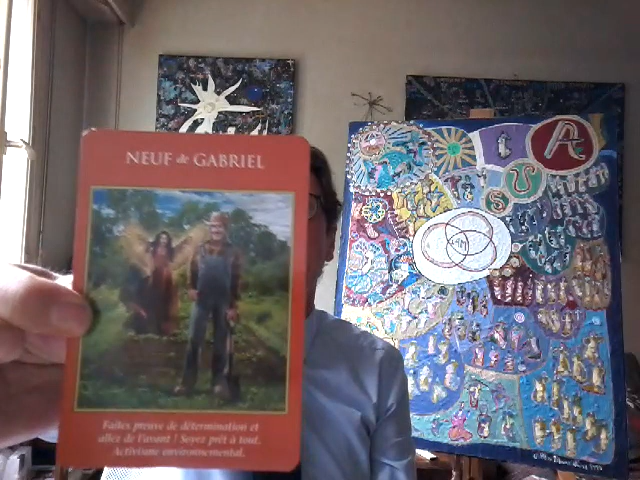 NEUF de GABRIEL
Faites preuve de détermination et
allez de l'avant ! Soyez prêt à tout.
Activisme environnemental.